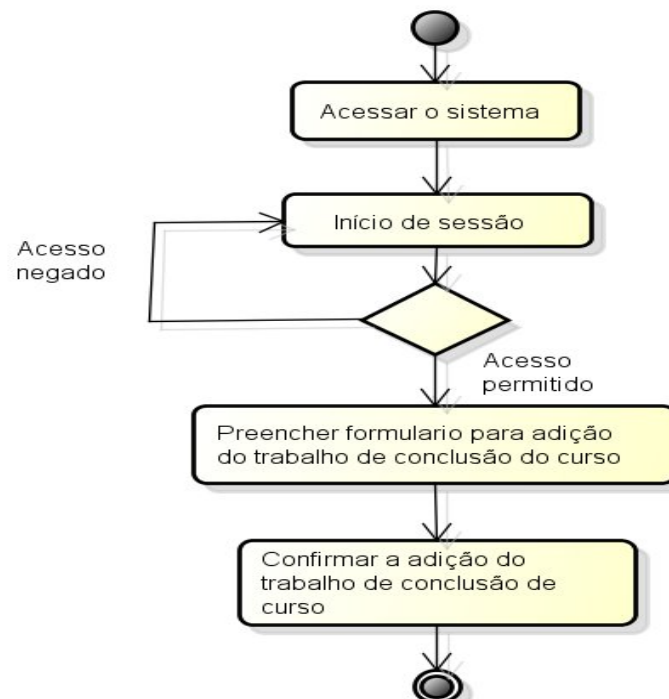 Acessar o sistema
Início de sessão
Acesso
negado
Acesso
permitido
Preencher formulario para adição
do trabalho de conclusão do curso
Confirmar a adição do
trabalho de conclusão de
curso